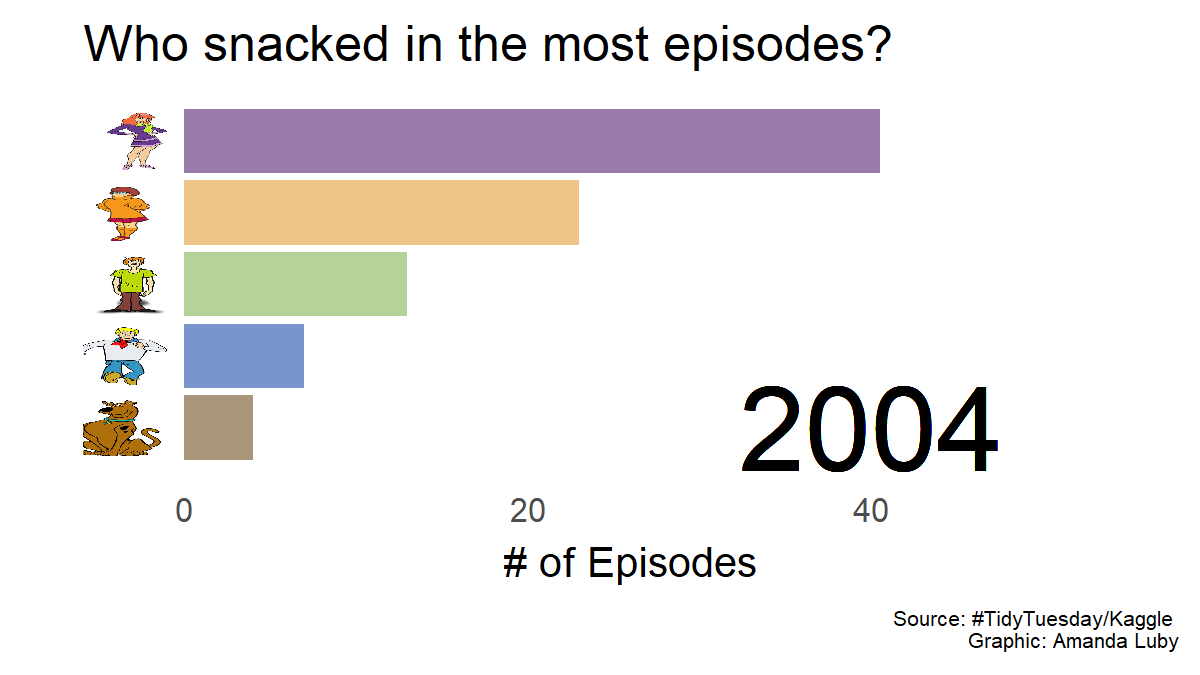 Who snacked in the most episodes?
2004
0 20 40
# of Episodes
Source: #TidyTuesday/Kaggle
Graphic: Amanda Luby